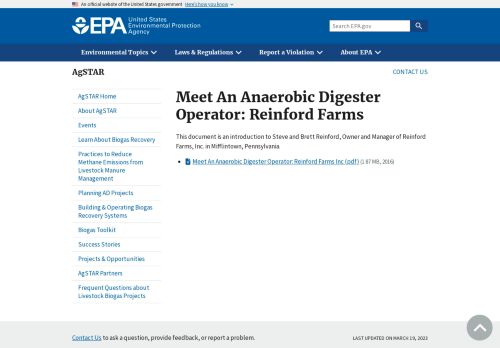 An official website of the United States government Here's how you know
EPA United States
Environmental Protection
Agency
Search EPA.gov
Environmental Topics Laws & Regulations Report a Violation About EPA
AgSTAR
CONTACT US
AgSTAR Home
About AgSTAR
Events
Learn About Biogas Recovery
Practices to Reduce
Methane Emissions from
Livestock Manure
Management
Planning AD Projects
Building & Operating Biogas
Recovery Systems
Biogas Toolkit
Success Stories
Projects & Opportunities
AgSTAR Partners
Frequent Questions about
Livestock Biogas Projects
Meet An Anaerobic Digester
Operator: Reinford Farms
This document is an introduction to Steve and Brett Reinford, Owner and Manager of Reinford
Farms, Inc. in Mifflintown, Pennsylvania.
Meet An Anaerobic Digester Operator: Reinford Farms Inc (pdf) (1.97 MB, 2016)
Contact Us to ask a question, provide feedback, or report a problem.
LAST UPDATED ON MARCH 19, 2023